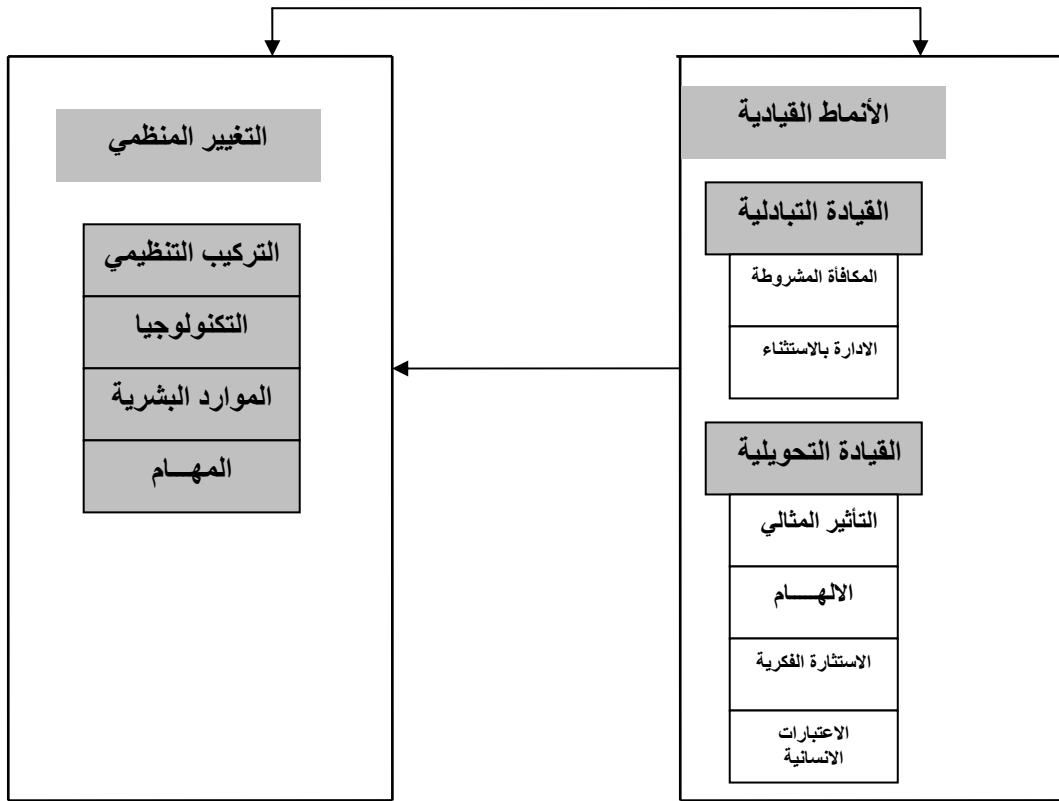 الأنماط القيادية
القيادة التبادلية
المكافأة المشروطة
الادارة بالاستثناء
القيادة التحويلية
التأثير المثالي
الالهـــــام
الاستثارة الفكرية
الاعتبارات
الانسانية
التغيير المنظمي
التركيب التنظيمي
التكنولوجيا
الموارد البشرية
المهـــام